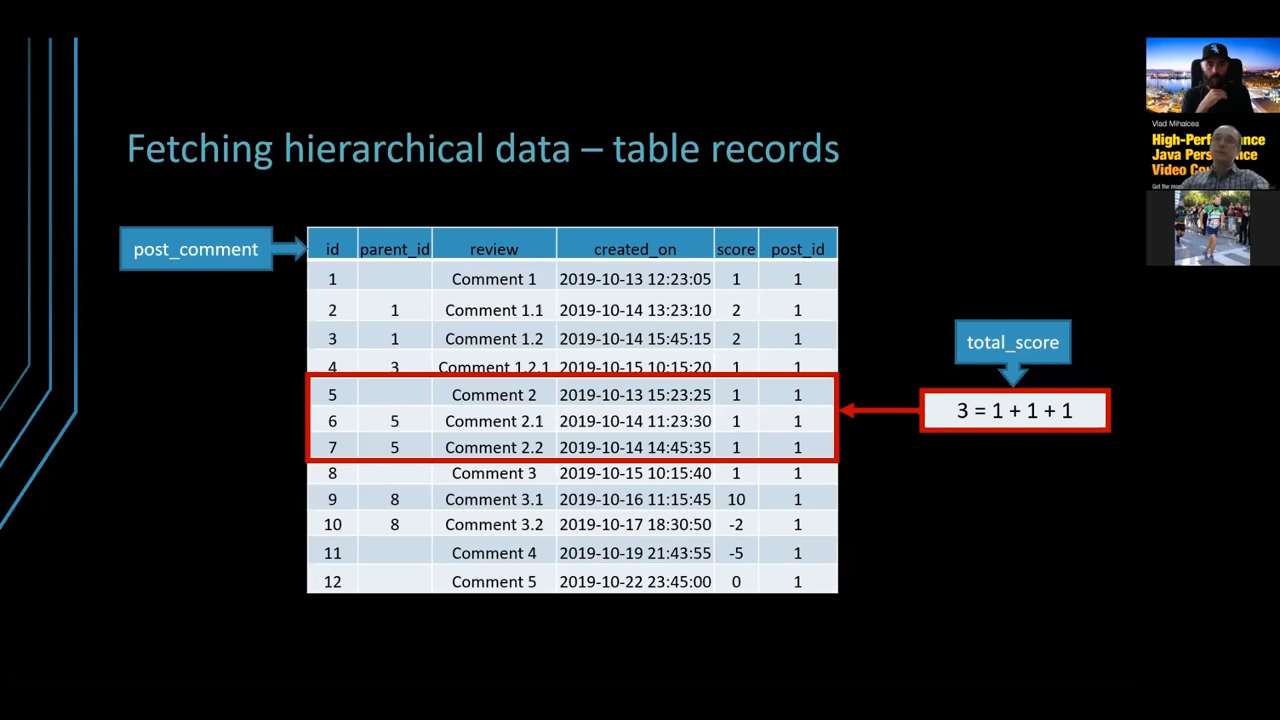 Vlad Mihalcea
High-Performance
Java Persistence
Video Course
Fetching hierarchical data – table records
post_comment
id parent_id review created_on score post_id
1 Comment 1 2019-10-13 12:23:05 1 1
2 1 Comment 1.1 2019-10-14 13:23:10 2 1
3 1 Comment 1.2 2019-10-14 15:45:15 2 1
4 3 Comment 1.2.1 2019-10-15 10:15:20 1 1
5 Comment 2 2019-10-13 15:23:25 1 1
6 5 Comment 2.1 2019-10-14 11:23:30 1 1
7 5 Comment 2.2 2019-10-14 14:45:35 1 1
8 Comment 3 2019-10-15 10:15:40 1 1
9 8 Comment 3.1 2019-10-16 11:15:45 10 1
10 8 Comment 3.2 2019-10-17 18:30:50 -2 1
11 Comment 4 2019-10-19 21:43:55 -5 1
12 Comment 5 2019-10-22 23:45:00 0 1
total_score
3 = 1 + 1 + 1